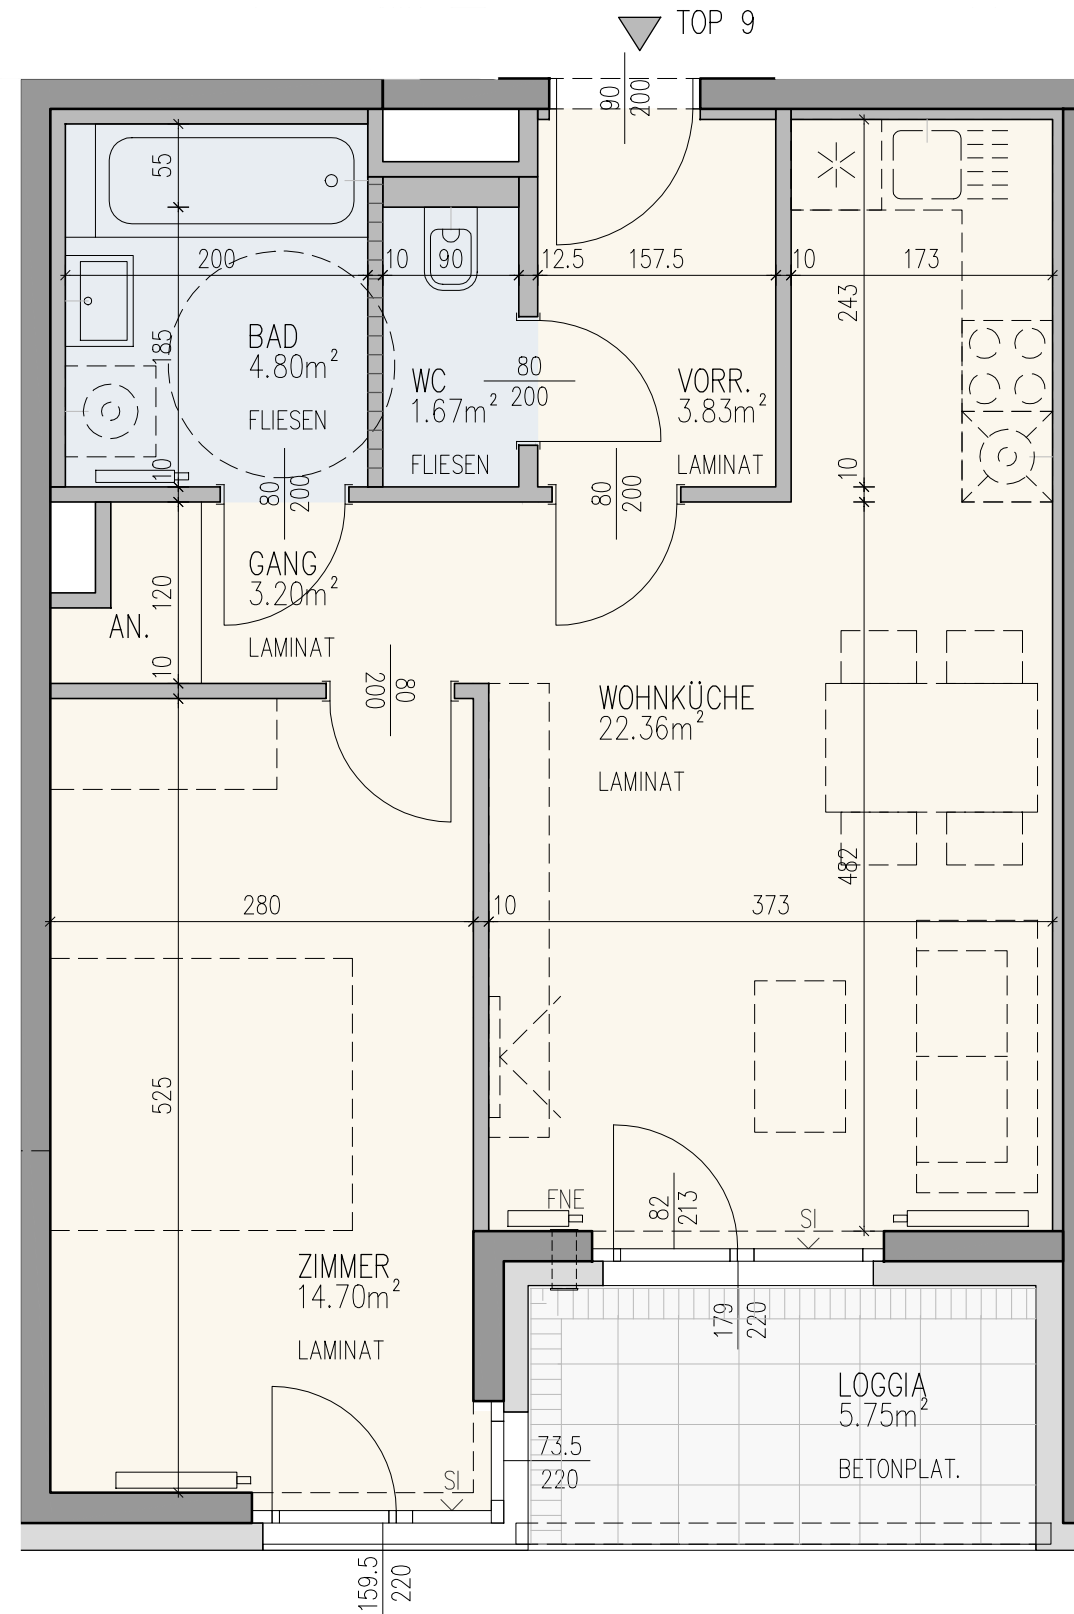 TOP 9
90
200
55
200
10
90
12.5
157.5
10
173
243
185
BAD
4.80m²
FLIESEN
WC
1.67m²
FLIESEN
80
200
VORR.
3.83m²
LAMINAT
10
80
200
80
200
10
GANG
3.20m²
LAMINAT
120
AN.
10
80
200
WOHNKÜCHE
22.36m²
LAMINAT
482
280
10
373
525
FNE
82
213
SI
ZIMMER
14.70m²
LAMINAT
179
220
LOGGIA
5.75m²
BETONPLAT.
73.5
220
SI
159.5
220